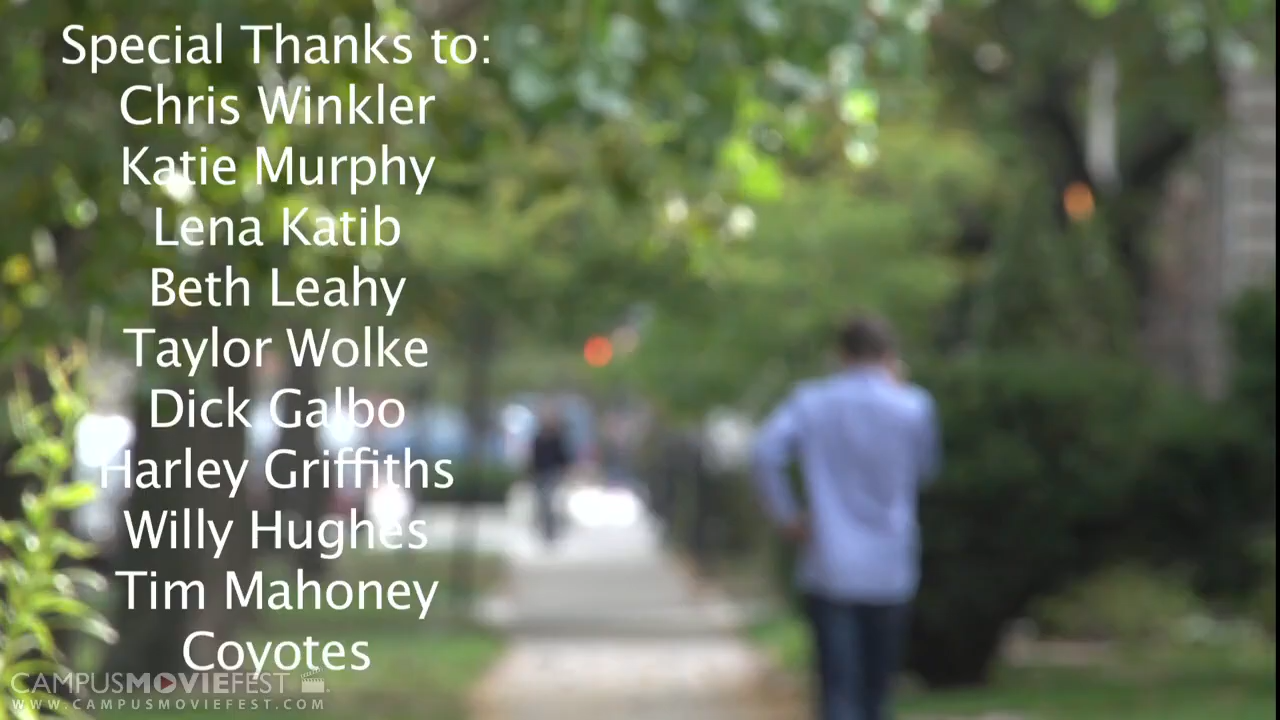 Special Thanks to:
Chris Winkler
Katie Murphy
Lena Katib
Beth Leahy
Taylor Wolke
Dick Galbo
Harley Griffiths
Willy Hughes
Tim Mahoney
Coyotes
CAMPUSMOVIEFEST
WWW.CAMPUSMOVIEFEST.COM